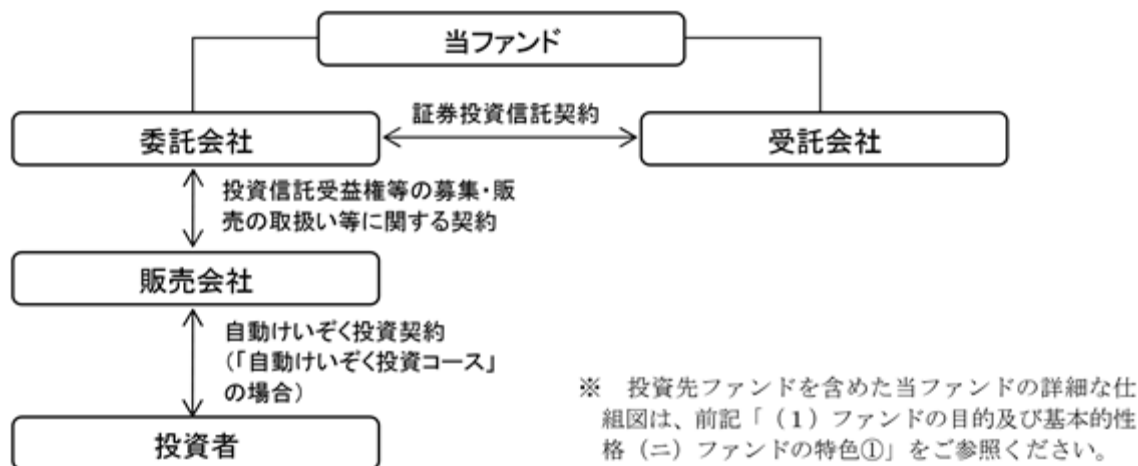 当ファンド
証券投資信託契約
委託会社
受託会社
投資信託受益権等の募集・販
売の取扱い等に関する契約
販売会社
自動けいぞく投資契約
(「自動けいぞく投資コース」
の場合)
投資者
※ 投資先ファンドを含めた当ファンドの詳細な仕
組図は、前記「(1)ファンドの目的及び基本的性
格(ニ)ファンドの特色①」をご参照ください。